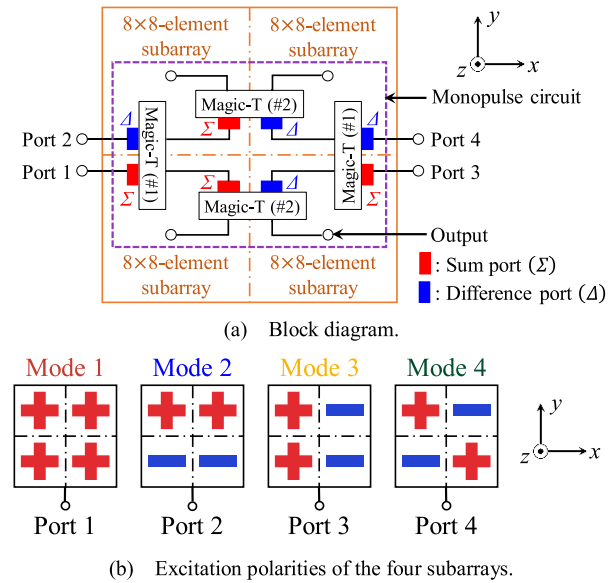 8×8-element
subarray
8×8-element
subarray
y
x
z
Magic-T (#2)
Monopulse circuit
Δ
Magic-T (#1)
Σ
Δ
Magic-T (#1)
Δ
Port 2
Port 4
Port 1
Port 3
Σ
Σ
Δ
Σ
Magic-T (#2)
Output
8×8-element
subarray
8×8-element
subarray
: Sum port (Σ)
: Difference port (Δ)
(a) Block diagram.
Mode 1 Mode 2 Mode 3 Mode 4
y
x
z
Port 1 Port 2 Port 3 Port 4
(b) Excitation polarities of the four subarrays.